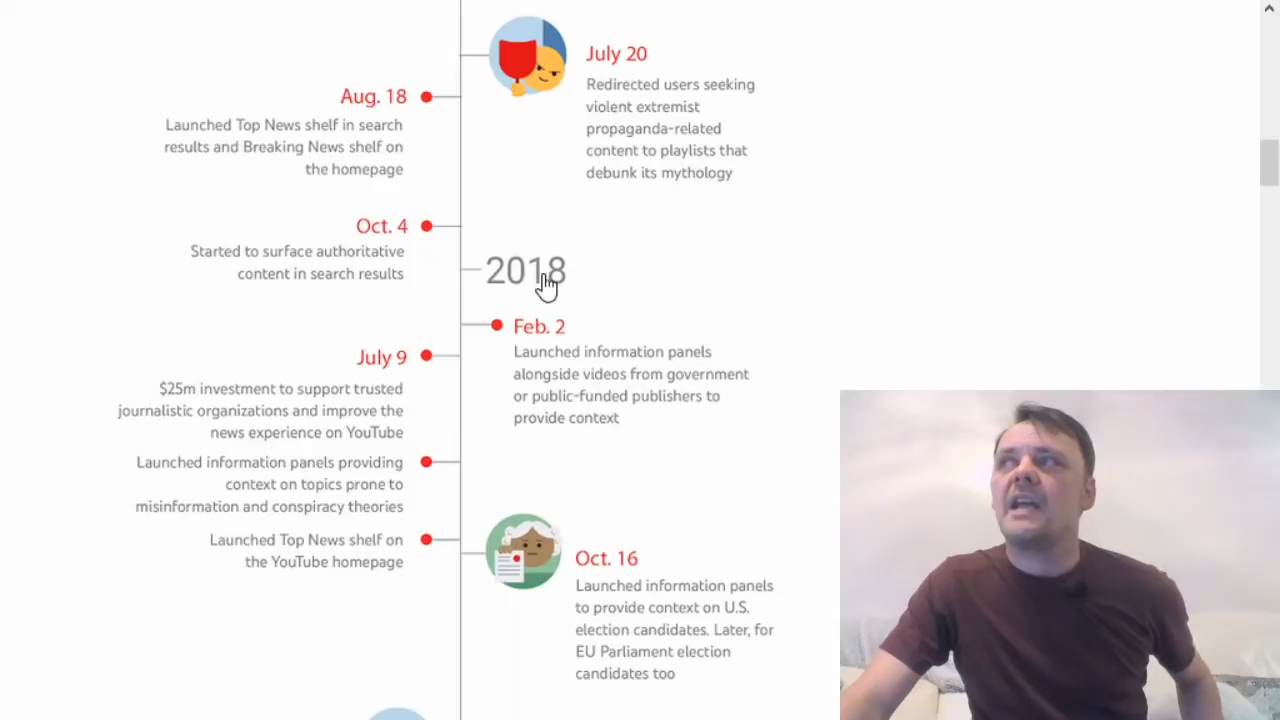 July 20
Redirected users seeking
violent extremist
propaganda-related
content to playlists that
debunk its mythology
Aug. 18
Launched Top News shelf in search
results and Breaking News shelf on
the homepage
Oct. 4
Started to surface authoritative
content in search results
2018
Feb. 2
Launched information panels
alongside videos from government
or public-funded publishers to
provide context
July 9
$25m investment to support trusted
journalistic organizations and improve the
news experience on YouTube
Launched information panels providing
context on topics prone to
misinformation and conspiracy theories
Launched Top News shelf on
the YouTube homepage
Oct. 16
Launched information panels
to provide context on U.S.
election candidates. Later, for
EU Parliament election
candidates too